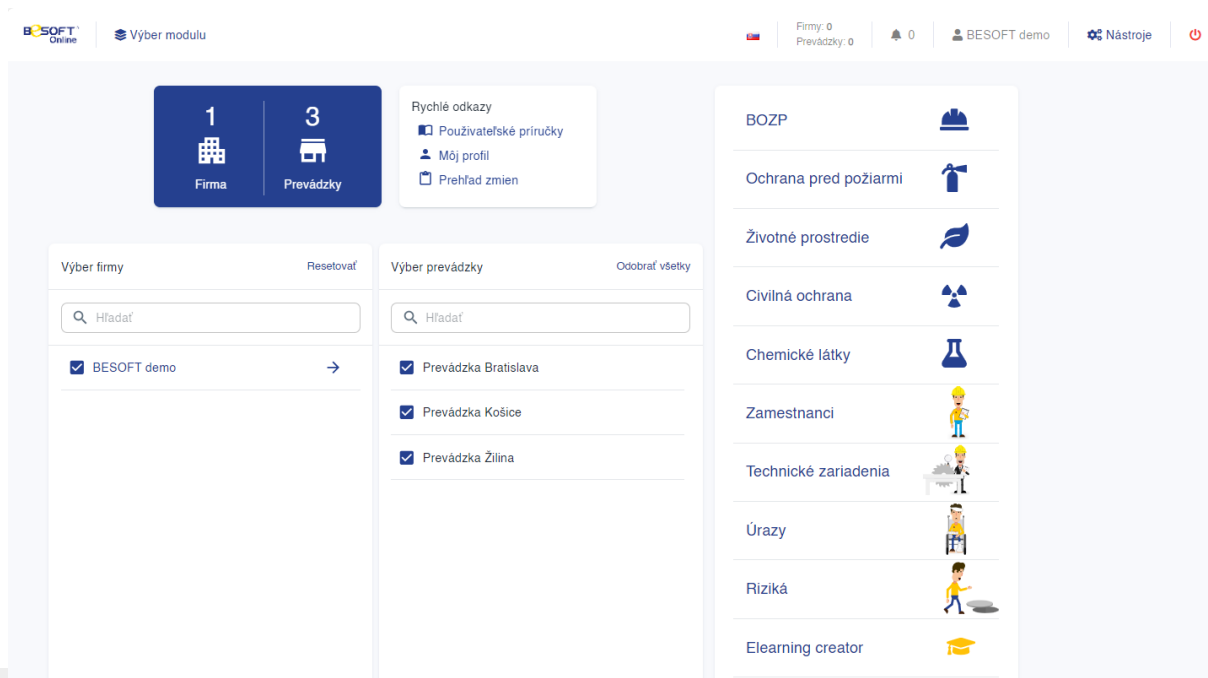 BeSOFT
Online
Výber modulu
Firmy: 0
Prevádzky: 0
0
BESOFT demo
Nástroje
1
Firma
3
Prevádzky
Rychlé odkazy
Používateľské príručky
Môj profil
Prehľad zmien
Výber firmy
Resetovať
Hľadať
BESOFT demo
Výber prevádzky
Odobrať všetky
Hľadať
Prevádzka Bratislava
Prevádzka Košice
Prevádzka Žilina
BOZP
Ochrana pred požiarmi
Životné prostredie
Civilná ochrana
Chemické látky
Zamestnanci
Technické zariadenia
Úrazy
Riziká
Elearning creator